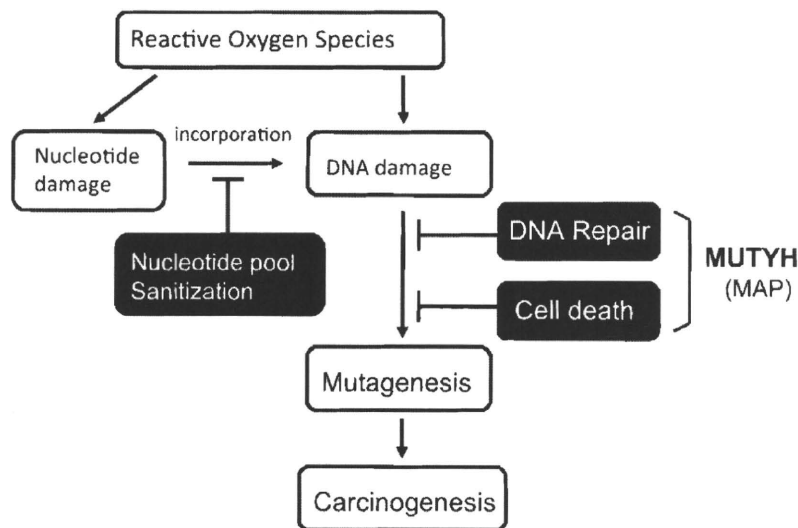 Reactive Oxygen Species
incorporation
Nucleotide
damage
DNA damage
DNA Repair
MUTYH
(MAP)
Nucleotide pool
Sanitization
Cell death
Mutagenesis
Carcinogenesis